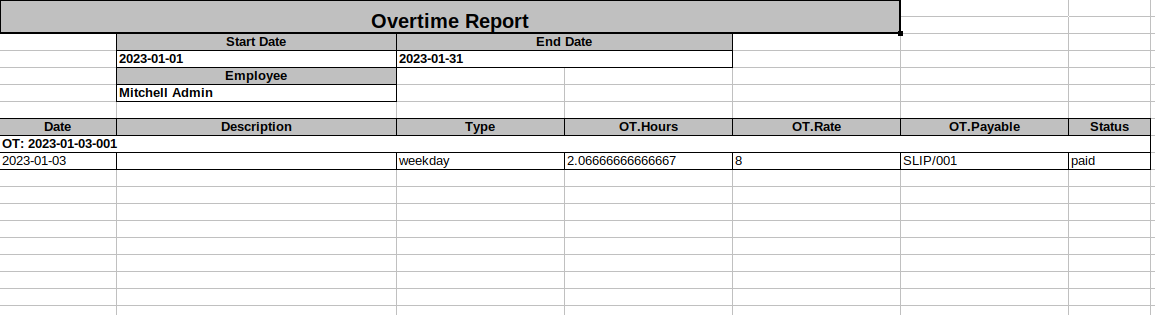 Overtime Report
Start Date End Date
2023-01-01 2023-01-31
Employee
Mitchell Admin
Date Description Type OT.Hours OT.Rate OT.Payable Status
OT: 2023-01-03-001
2023-01-03 weekday 2.06666666666667 8 SLIP/001 paid